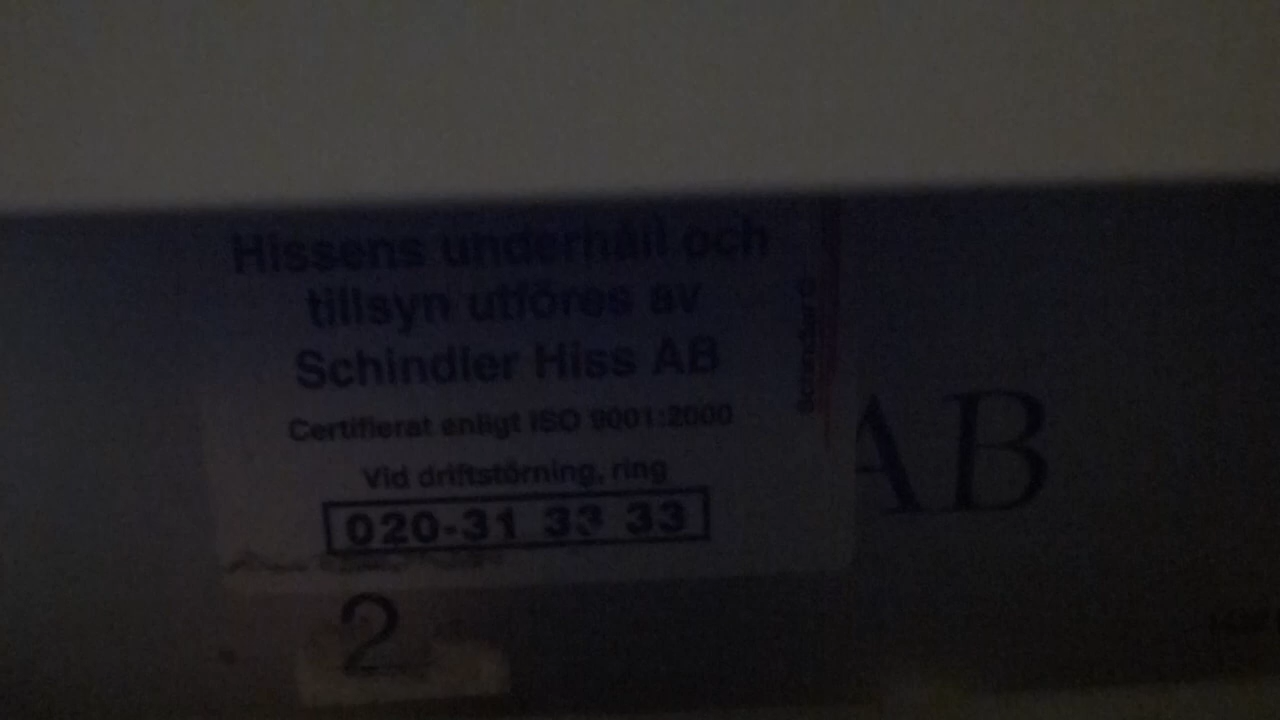 Hissens underhåll och
tillsyn utföres av
Schindler Hiss AB
Certifierat enligt ISO 9001:2000
Vid driftstörning, ring
020-31 33 33
Schindler
AB
2